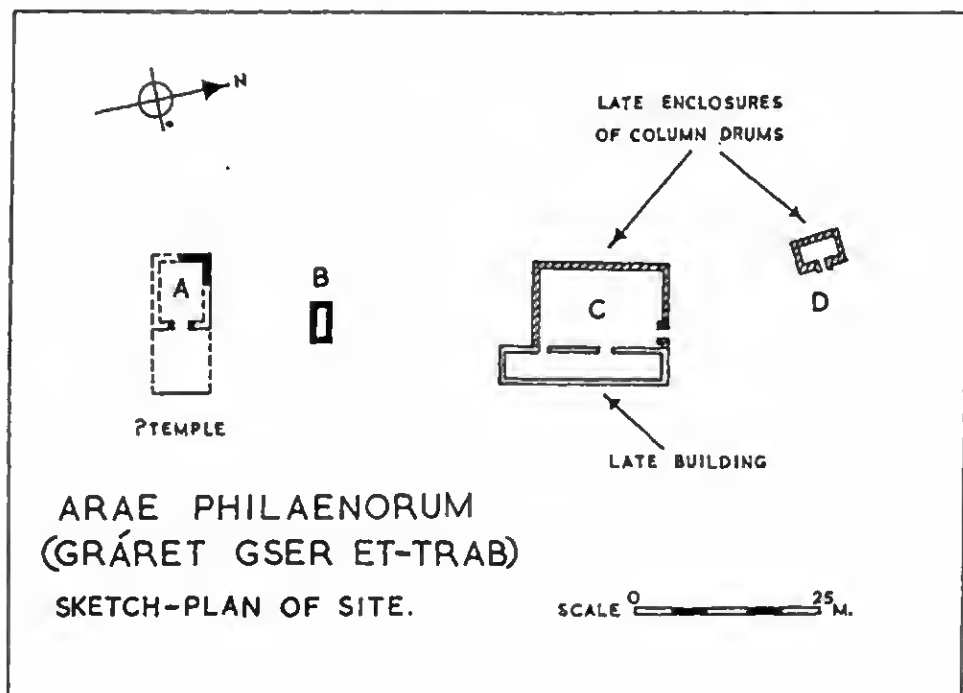 N
LATE ENCLOSURES
OF COLUMN DRUMS
A
B
C
D
?TEMPLE
LATE BUILDING
ARAE PHILAENORUM
(GRÁRET GSER ET-TRAB)
SKETCH-PLAN OF SITE.
SCALE 0 25 M.